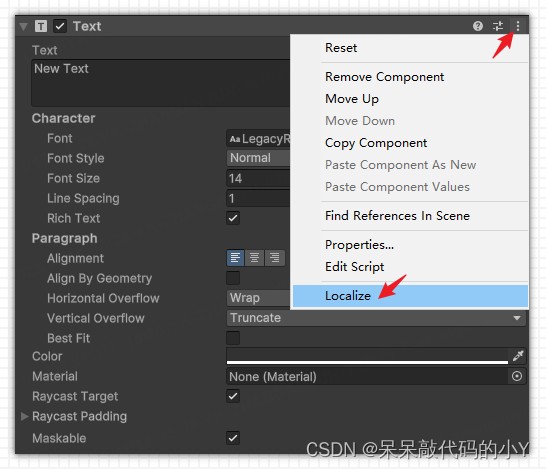 Text
Text
New Text
Character
Font
Aa LegacyR
Font Style
Normal
Font Size
14
Line Spacing
1
Rich Text
Paragraph
Alignment
Align By Geometry
Horizontal Overflow
Wrap
Vertical Overflow
Truncate
Best Fit
Color
Material
None (Material)
Raycast Target
Raycast Padding
Maskable
Reset
Remove Component
Move Up
Move Down
Copy Component
Paste Component As New
Paste Component Values
Find References In Scene
Properties...
Edit Script
Localize
CSDN @呆呆敲代码的小Y